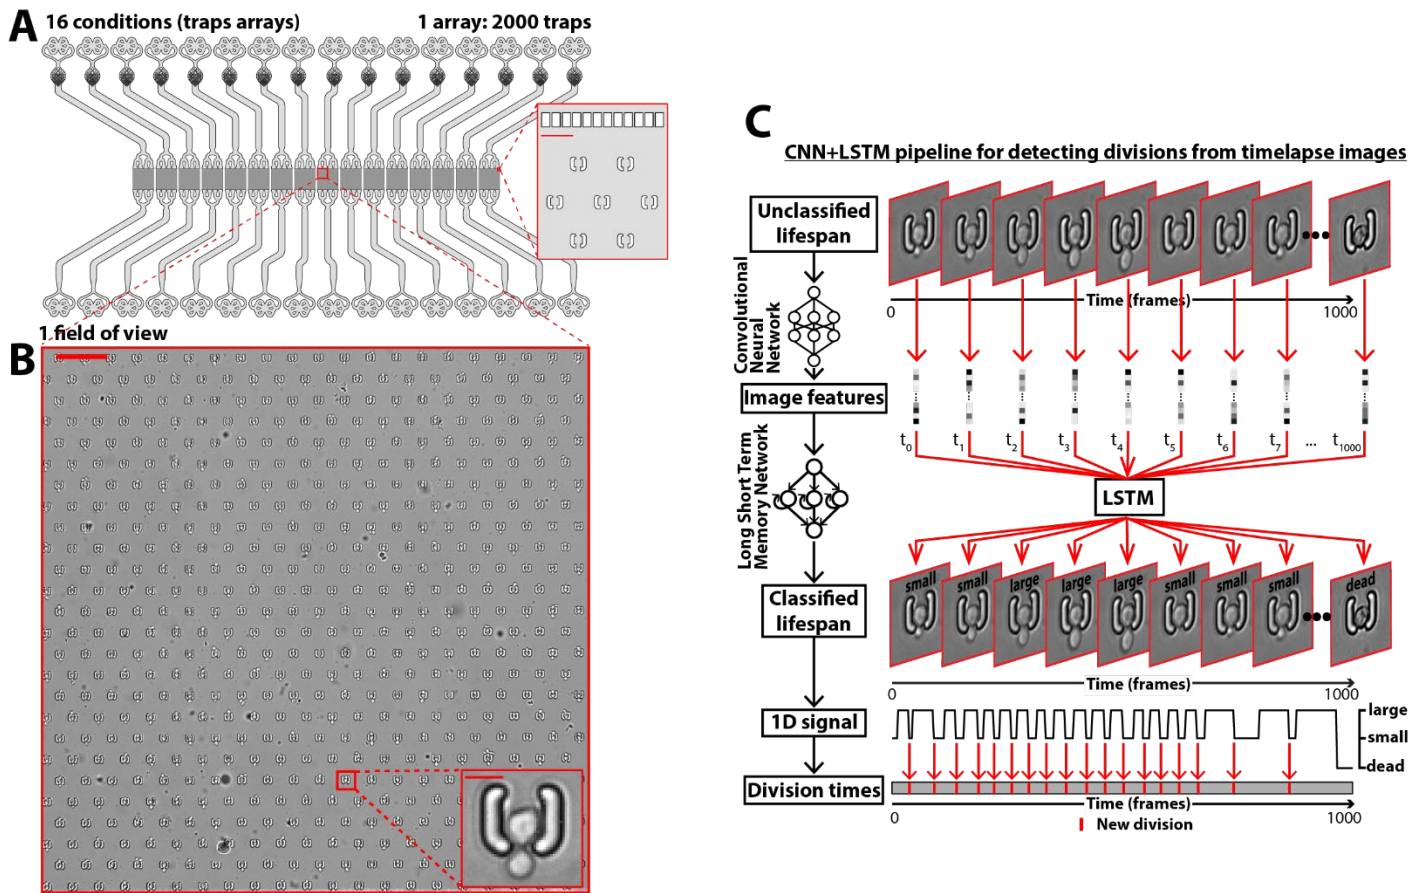 A
16 conditions (traps arrays)
1 array: 2000 traps
1 field of view
B
C
CNN+LSTM pipeline for detecting divisions from timelapse images
Unclassified
lifespan
Time (frames)
0
1000
Convolutional
Neural
Network
Image features
t0 t1 t2 t3 t4 t5 t6 t7 ... t1000
Long Short Term
Memory Network
LSTM
small small large large large small small small dead
Classified
lifespan
0
Time (frames)
1000
1D signal
large
small
dead
Division times
0
Time (frames)
1000
New division